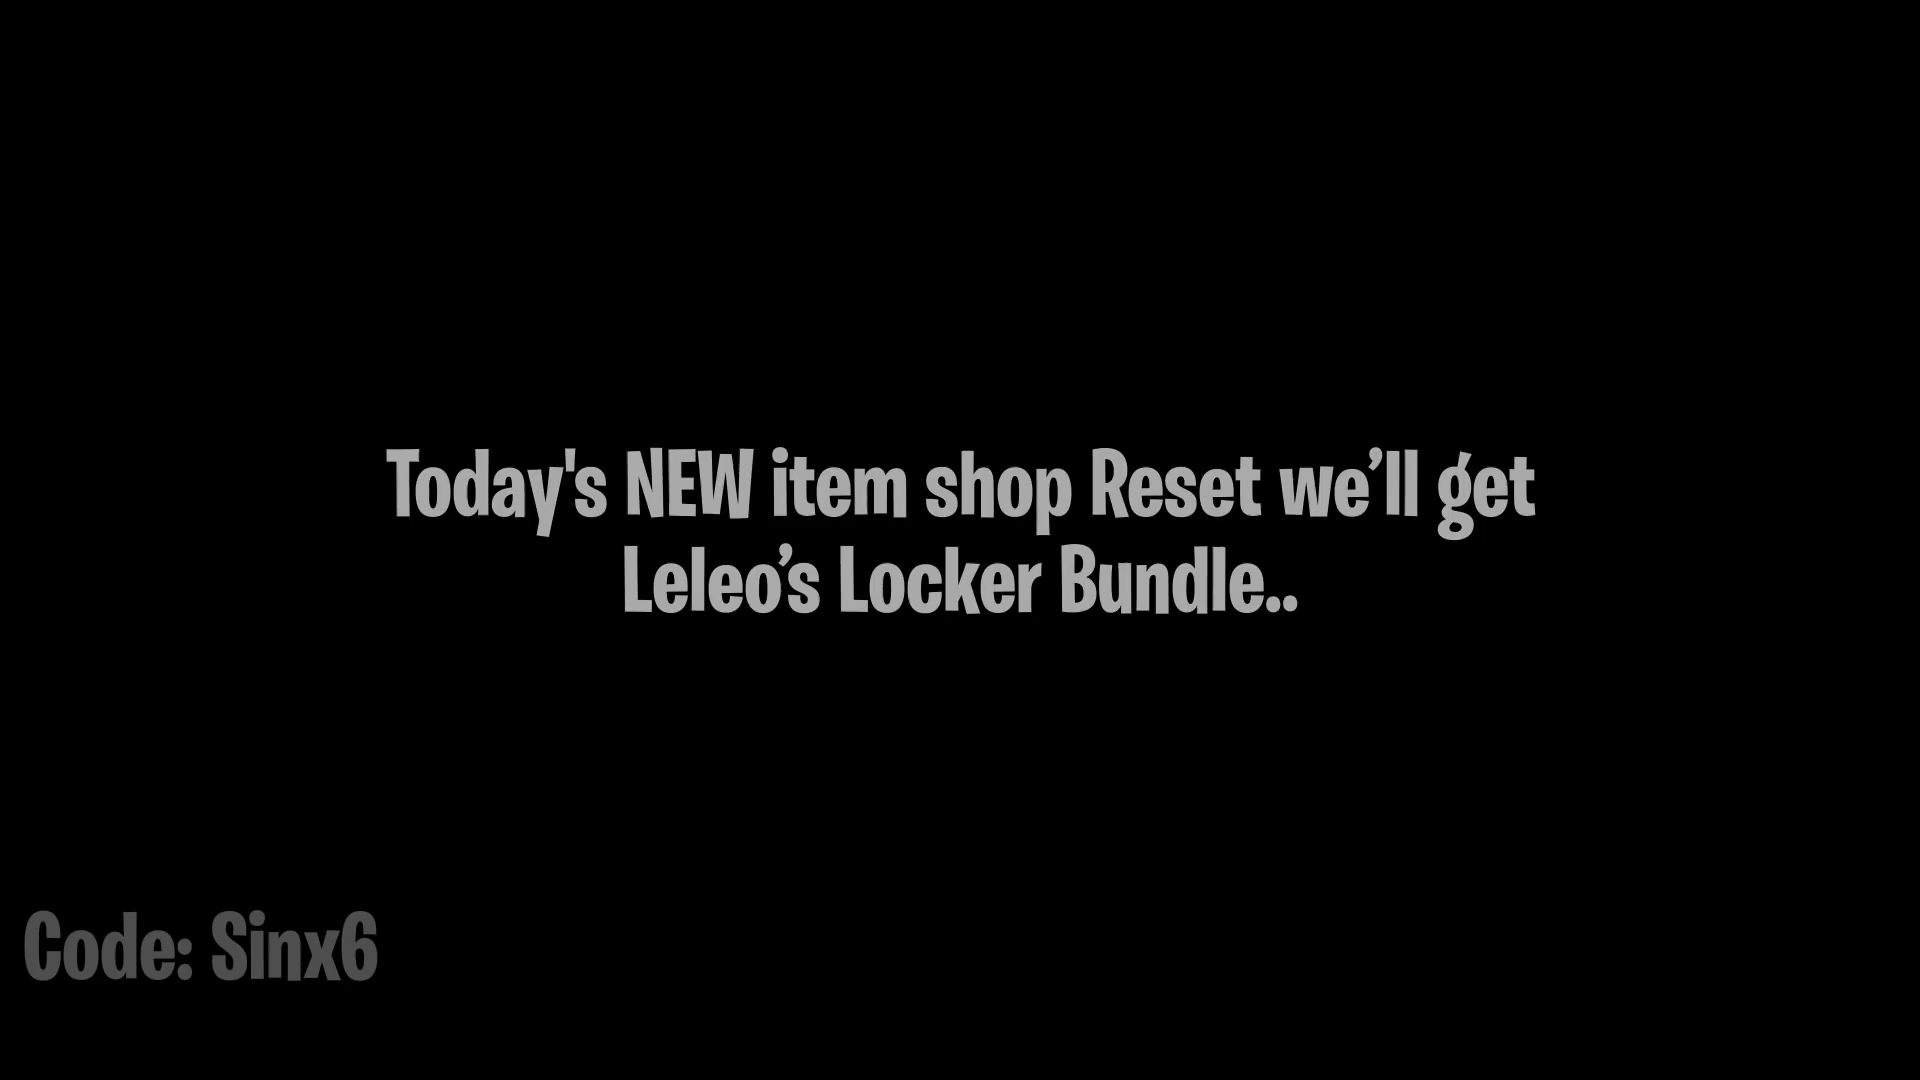 Today's NEW item shop Reset we’ll get
Leleo’s Locker Bundle..
Code: Sinx6